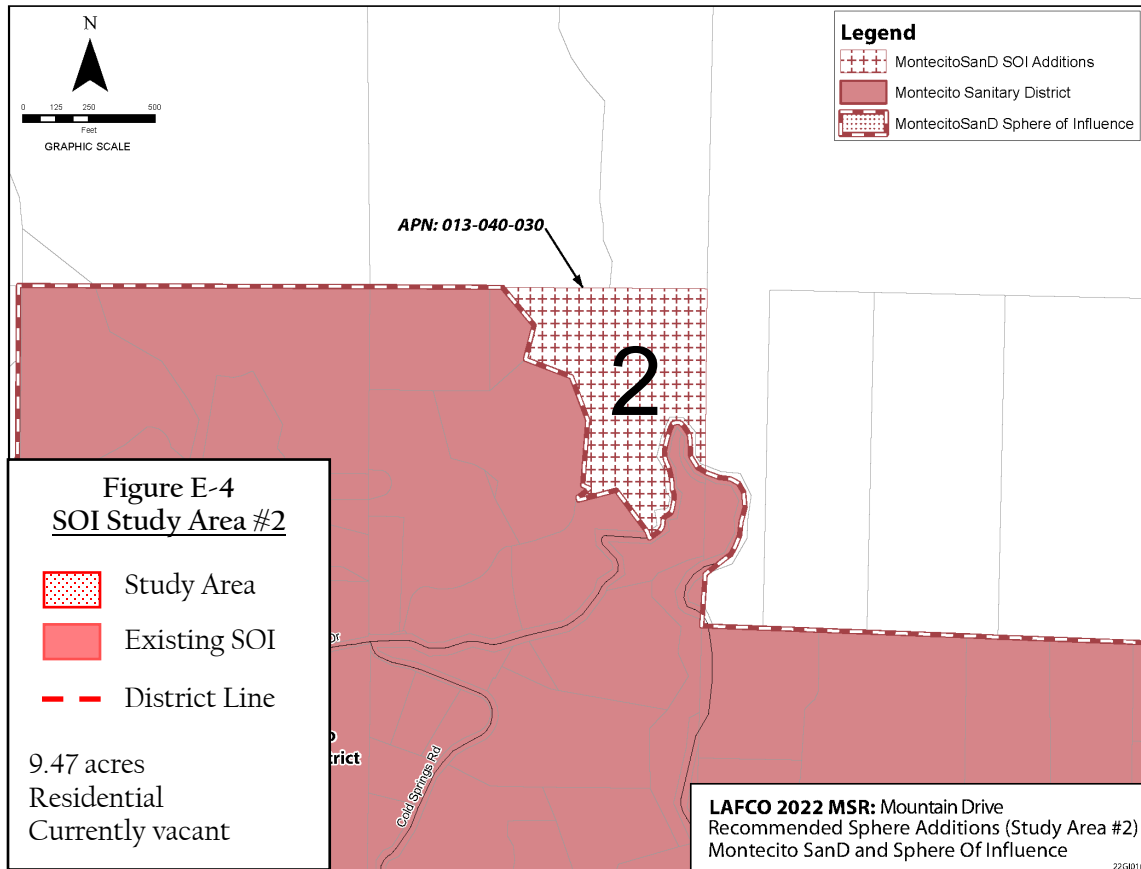 N
0 125 250 500
Feet
GRAPHIC SCALE
Legend
MontecitoSanD SOI Additions
Montecito Sanitary District
MontecitoSanD Sphere of Influence
APN: 013-040-030
2
Figure E-4
SOI Study Area #2
Study Area
Existing SOI
District Line
9.47 acres
Residential
Currently vacant
Dr
trict
Cold Springs Rd
LAFCO 2022 MSR: Mountain Drive
Recommended Sphere Additions (Study Area #2)
Montecito SanD and Sphere Of Influence